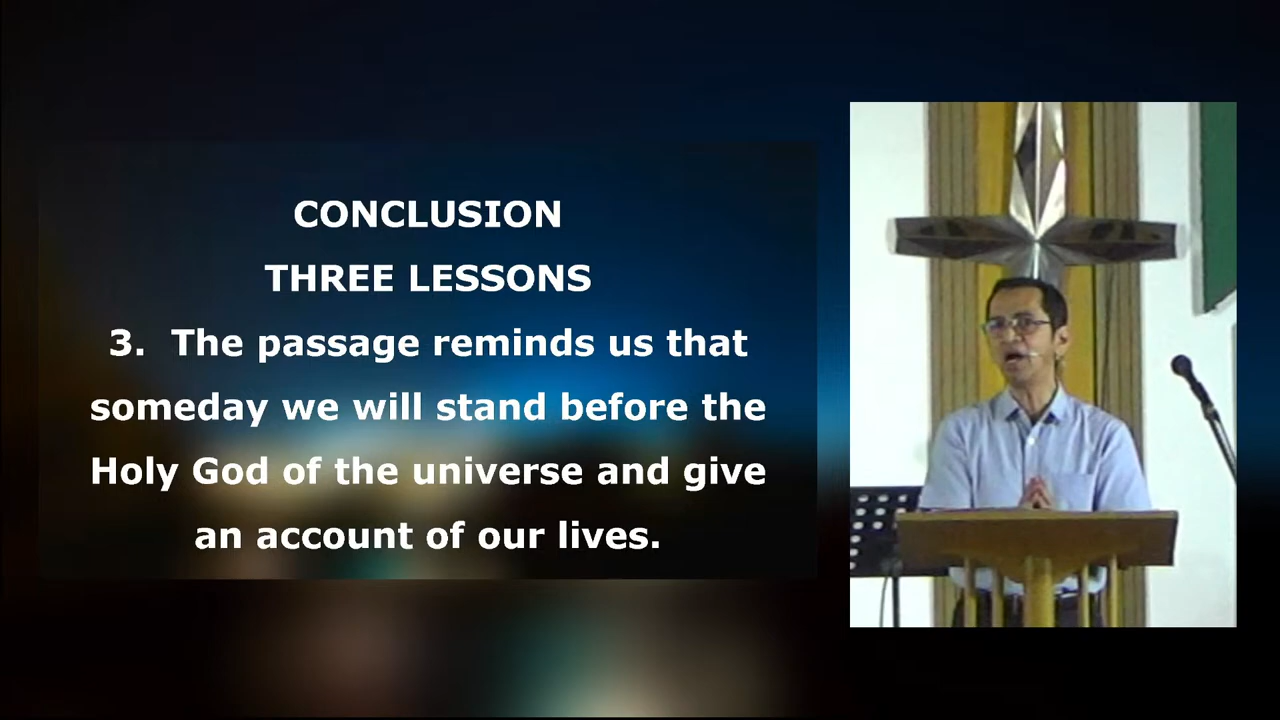 CONCLUSION
THREE LESSONS
3. The passage reminds us that
someday we will stand before the
Holy God of the universe and give
an account of our lives.